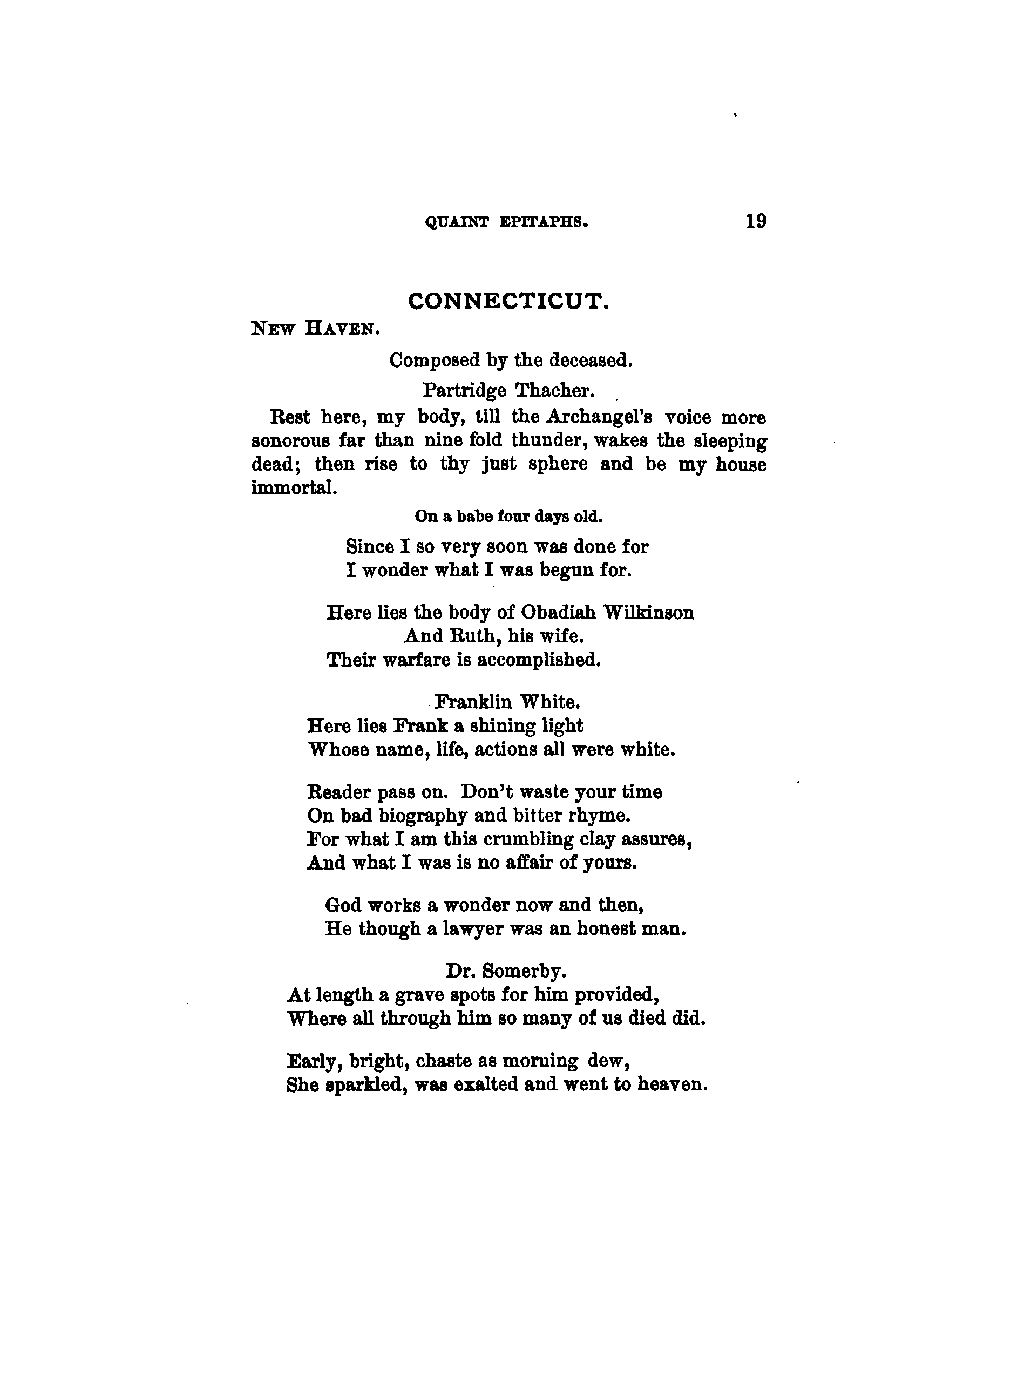 QUAINT EPITAPHS. 19
CONNECTICUT.
NEW HAVEN.
Composed by the deceased.
Partridge Thacher.
Rest here, my body, till the Archangel's voice more
sonorous far than nine fold thunder, wakes the sleeping
dead; then rise to thy just sphere and be my house
immortal.
On a babe four days old.
Since I so very soon was done for
I wonder what I was begun for.
Here lies the body of Obadiah Wilkinson
And Ruth, his wife.
Their warfare is accomplished.
Franklin White.
Here lies Frank a shining light
Whose name, life, actions all were white.
Reader pass on. Don't waste your time
On bad biography and bitter rhyme.
For what I am this crumbling clay assures,
And what I was is no affair of yours.
God works a wonder now and then,
He though a lawyer was an honest man.
Dr. Somerby.
At length a grave spots for him provided,
Where all through him so many of us died did.
Early, bright, chaste as morning dew,
She sparkled, was exalted and went to heaven.